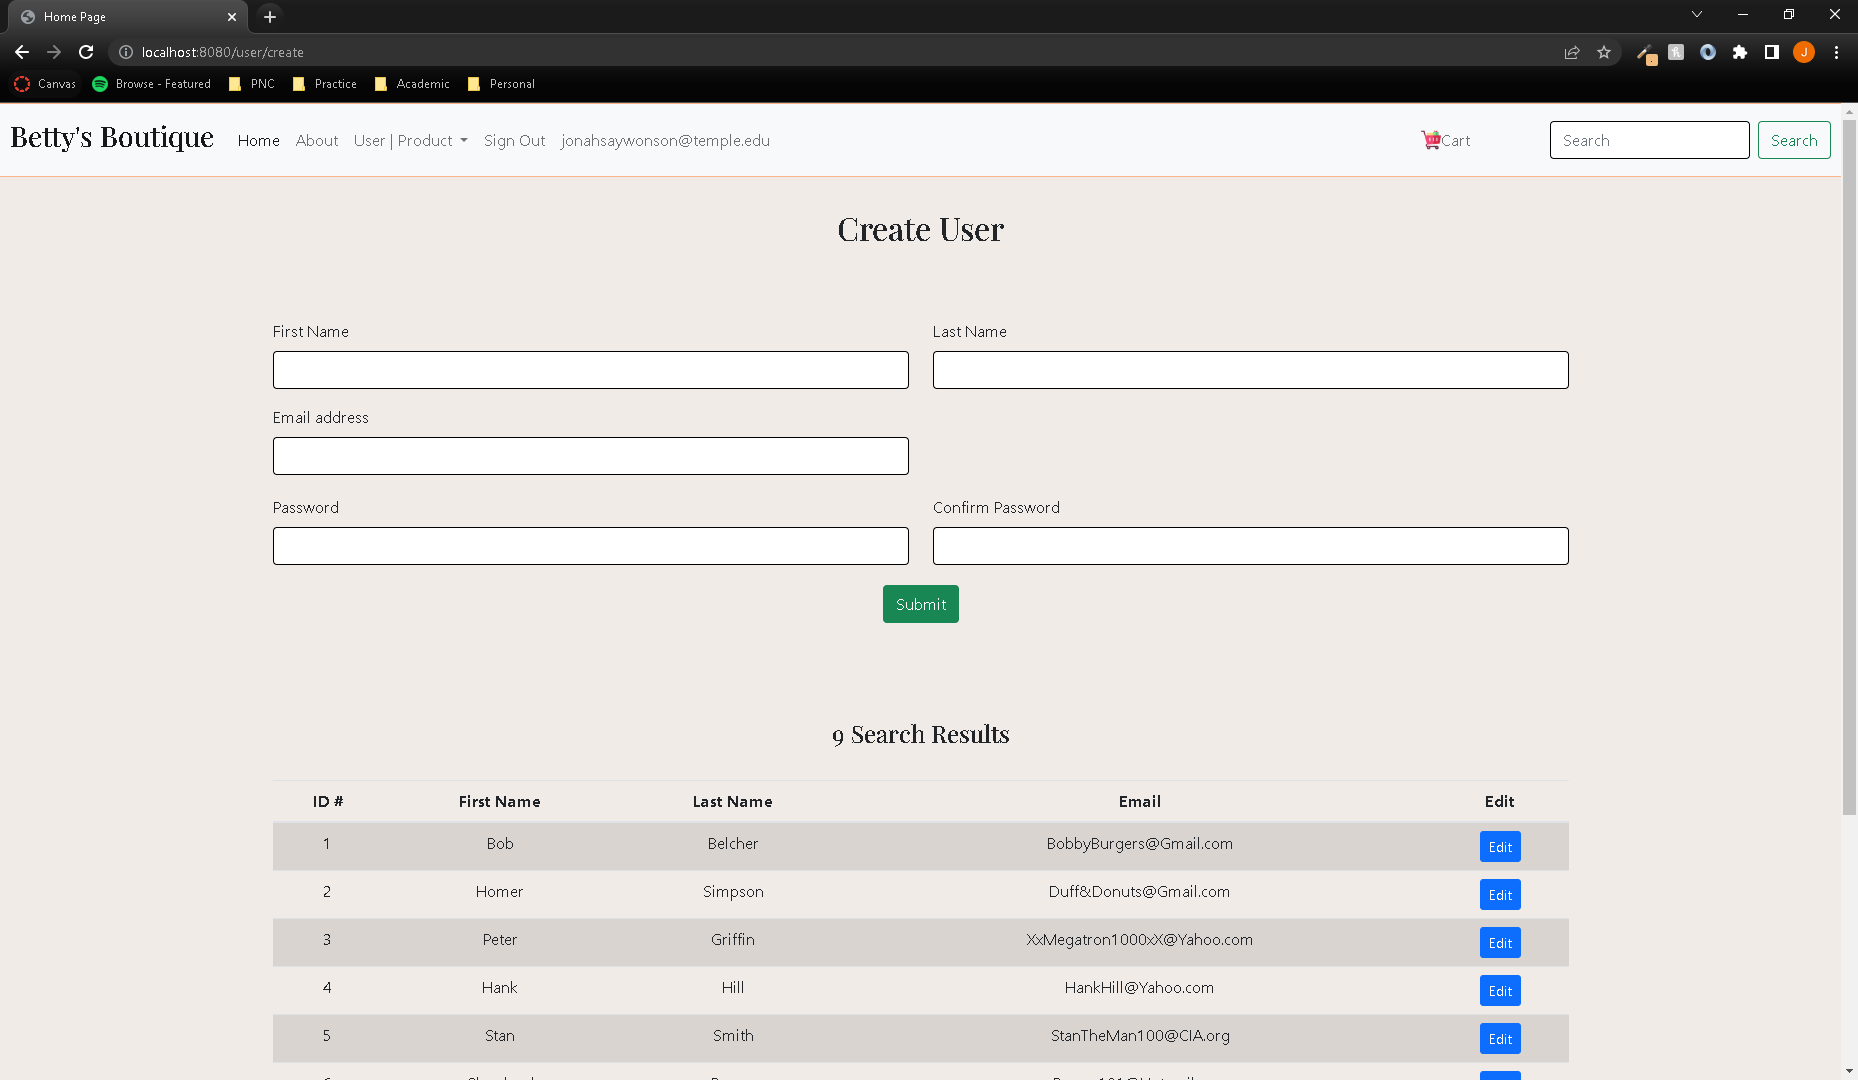 Home Page
localhost:8080/user/create
J
Canvas Browse - Featured PNC Practice Academic Personal
Betty's Boutique Home About User | Product Sign Out jonahsaywonson@temple.edu Cart Search Search
Create User
First Name Last Name
Email address
Password Confirm Password
Submit
9 Search Results
ID # First Name Last Name Email Edit
1 Bob Belcher BobbyBurgers@Gmail.com Edit
2 Homer Simpson Duff&Donuts@Gmail.com Edit
3 Peter Griffin XxMegatron1000xX@Yahoo.com Edit
4 Hank Hill HankHill@Yahoo.com Edit
5 Stan Smith StanTheMan100@CIA.org Edit